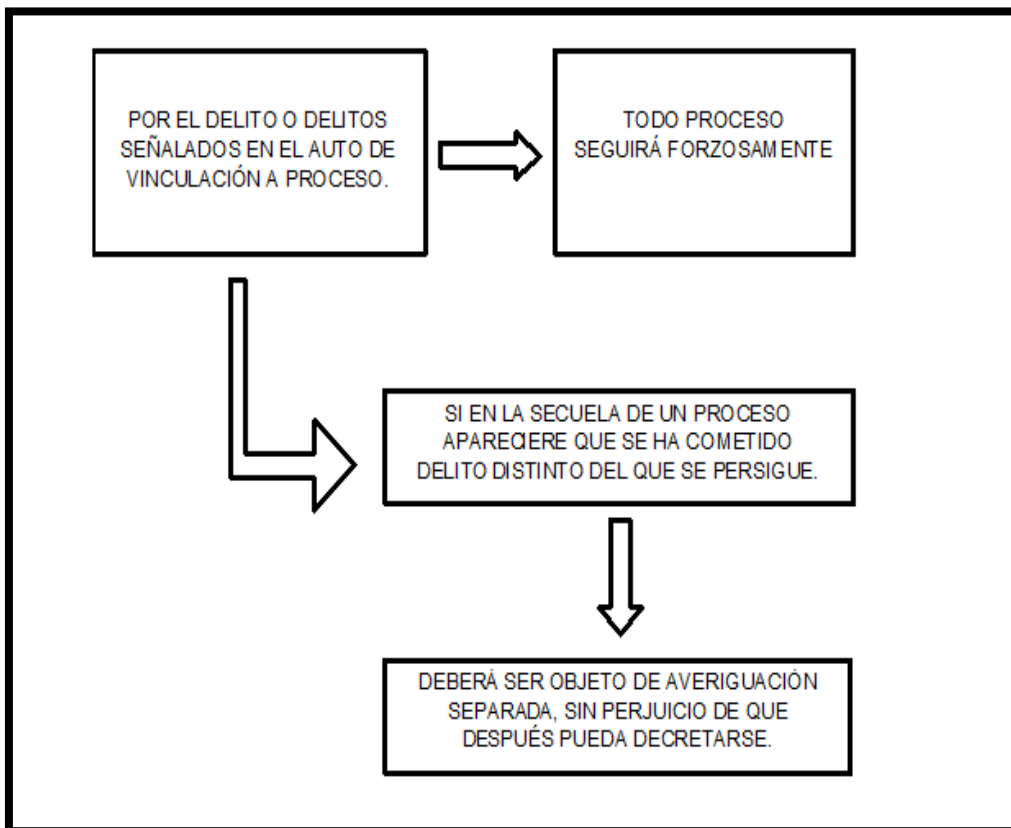 POR EL DELITO O DELITOS
SEÑALADOS EN EL AUTO DE
VINCULACIÓN A PROCESO.
TODO PROCESO
SEGUIRÁ FORZOSAMENTE
SI EN LA SECUELA DE UN PROCESO
APARECIERE QUE SE HA COMETIDO
DELITO DISTINTO DEL QUE SE PERSIGUE.
DEBERÁ SER OBJETO DE AVERIGUACIÓN
SEPARADA, SIN PERJUICIO DE QUE
DESPUÉS PUEDA DECRETARSE.